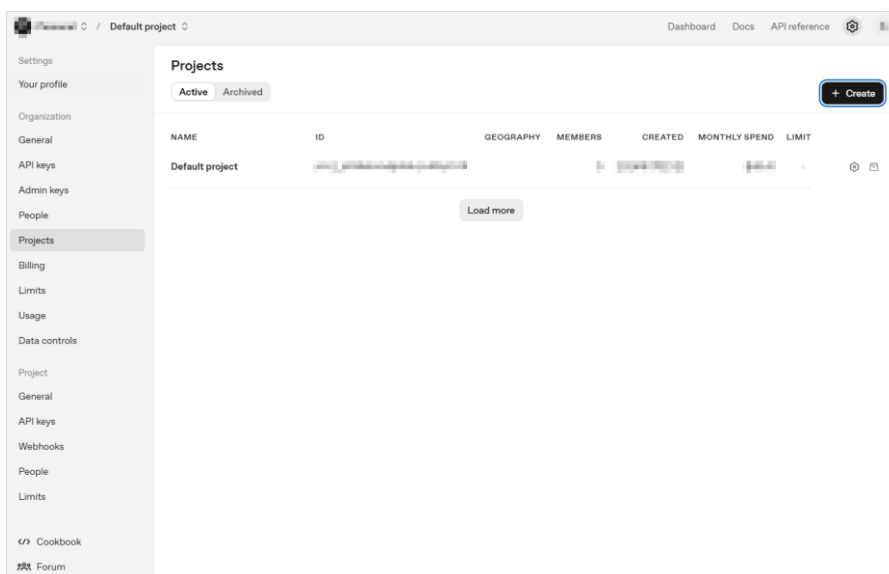 / Default project
Dashboard Docs API reference
Settings
Your profile
Organization
General
API keys
Admin keys
People
Projects
Billing
Limits
Usage
Data controls
Project
General
API keys
Webhooks
People
Limits
Cookbook
Forum
Projects
Active Archived
+ Create
NAME ID GEOGRAPHY MEMBERS CREATED MONTHLY SPEND LIMIT
Default project
Load more